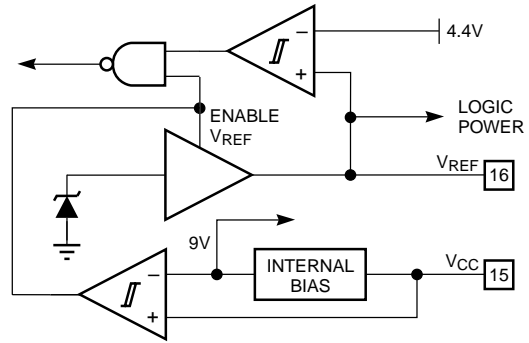 −
4.4V
+
ENABLE
VREF
LOGIC
POWER
VREF
16
9V
−
INTERNAL
BIAS
VCC
15
+